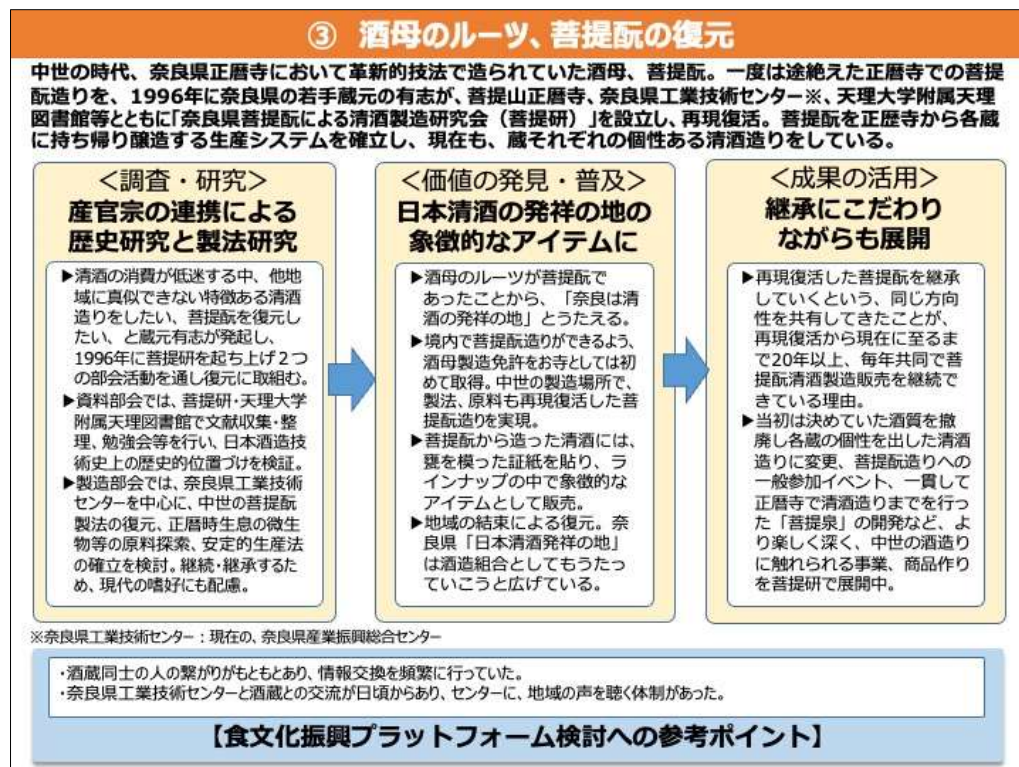 ③ 酒母のルーツ、菩提酛の復元
中世の時代、奈良県正暦寺において革新的技法で造られていた酒母、菩提酛。一度は途絶えた正暦寺での菩提
酛造りを、1996年に奈良県の若手蔵元の有志が、菩提山正暦寺、奈良県工業技術センター※、天理大学附属天理
図書館等とともに「奈良県菩提酛による清酒製造研究会（菩提研）」を設立し、再現復活。菩提酛を正歴寺から各蔵
に持ち帰り醸造する生産システムを確立し、現在も、蔵それぞれの個性ある清酒造りをしている。
＜調査・研究＞
産官宗の連携による
歴史研究と製法研究
▶清酒の消費が低迷する中、他地
域に真似できない特徴ある清酒
造りをしたい、菩提酛を復元し
たい、と蔵元有志が発起し、
1996年に菩提研を起ち上げ２つ
の部会活動を通し復元に取組む。
▶資料部会では、菩提研・天理大学
附属天理図書館で文献収集・整
理、勉強会等を行い、日本酒造技
術史上の歴史的位置づけを検証。
▶製造部会では、奈良県工業技術
センターを中心に、中世の菩提酛
製法の復元、正暦時生息の微生
物等の原料探索、安定的生産法
の確立を検討。継続・継承するた
め、現代の嗜好にも配慮。
＜価値の発見・普及＞
日本清酒の発祥の地の
象徴的なアイテムに
▶酒母のルーツが菩提酛で
あったことから、「奈良は清
酒の発祥の地」とうたえる。
▶境内で菩提酛造りができるよう、
酒母製造免許をお寺としては初
めて取得。中世の製造場所で、
製法、原料も再現復活した菩
提酛造りを実現。
▶菩提酛から造った清酒には、
甕を模った証紙を貼り、ラ
インナップの中で象徴的な
アイテムとして販売。
▶地域の結束による復元。奈
良県「日本清酒発祥の地」
は酒造組合としてもうたっ
ていこうと広げている。
＜成果の活用＞
継承にこだわり
ながらも展開
▶再現復活した菩提酛を継承
していくという、同じ方向
性を共有してきたことが、
再現復活から現在に至るま
で20年以上、毎年共同で菩
提酛清酒製造販売を継続で
きている理由。
▶当初は決めていた酒質を撤
廃し各蔵の個性を出した清酒
造りに変更、菩提酛造りへの
一般参加イベント、一貫して
正暦寺で清酒造りまでを行っ
た「菩提泉」の開発など、よ
り楽しく深く、中世の酒造り
に触れられる事業、商品作り
を菩提研で展開中。
※奈良県工業技術センター：現在の、奈良県産業振興総合センター
・酒蔵同士の人の繋がりがもともとあり、情報交換を頻繁に行っていた。
・奈良県工業技術センターと酒蔵との交流が日頃からあり、センターに、地域の声を聴く体制があった。
【食文化振興プラットフォーム検討への参考ポイント】